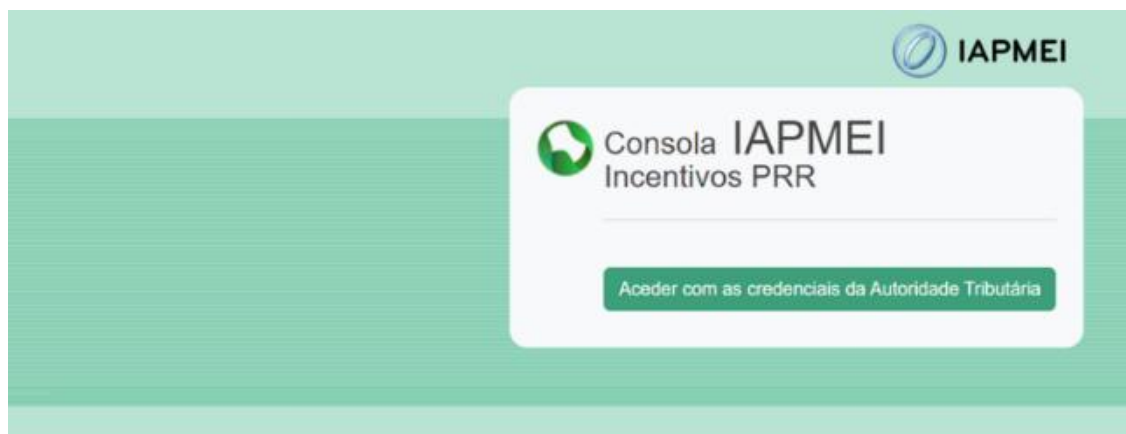 IAPMEI
Consola IAPMEI
Incentivos PRR
Aceder com as credenciais da Autoridade Tributária